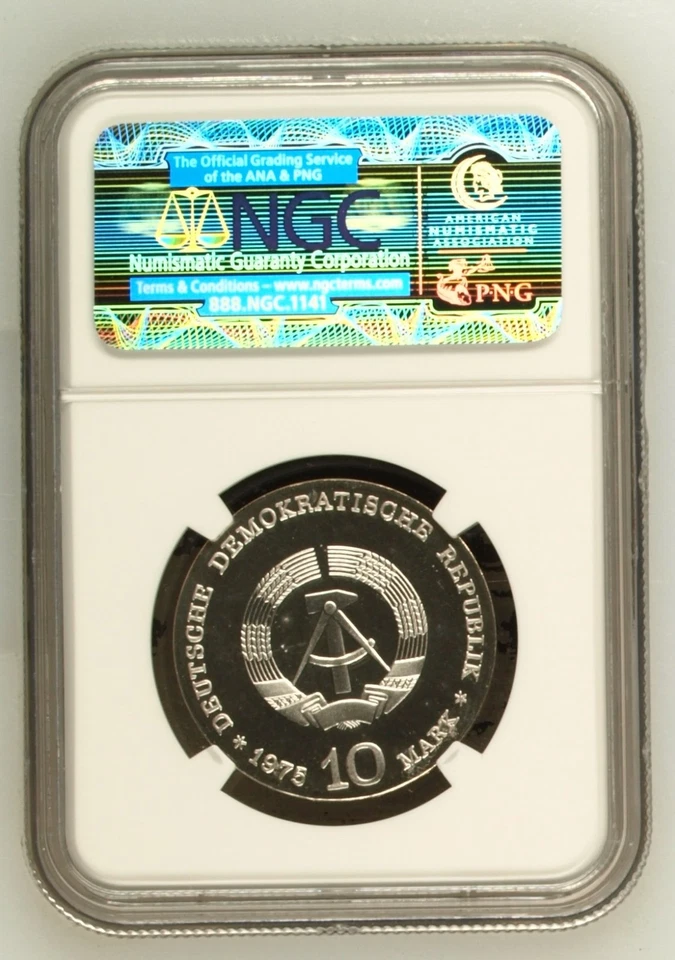 The Official Grading Service
of the ANA & PNG
NGC
Numismatic Guaranty Corporation
Terms & Conditions – www.ngcterms.com
888.NGC.1141
AMERICAN
NUMISMATIC
ASSOCIATION
P·N·G
DEUTSCHE DEMOKRATISCHE REPUBLIK
* 1975 10 MARK *